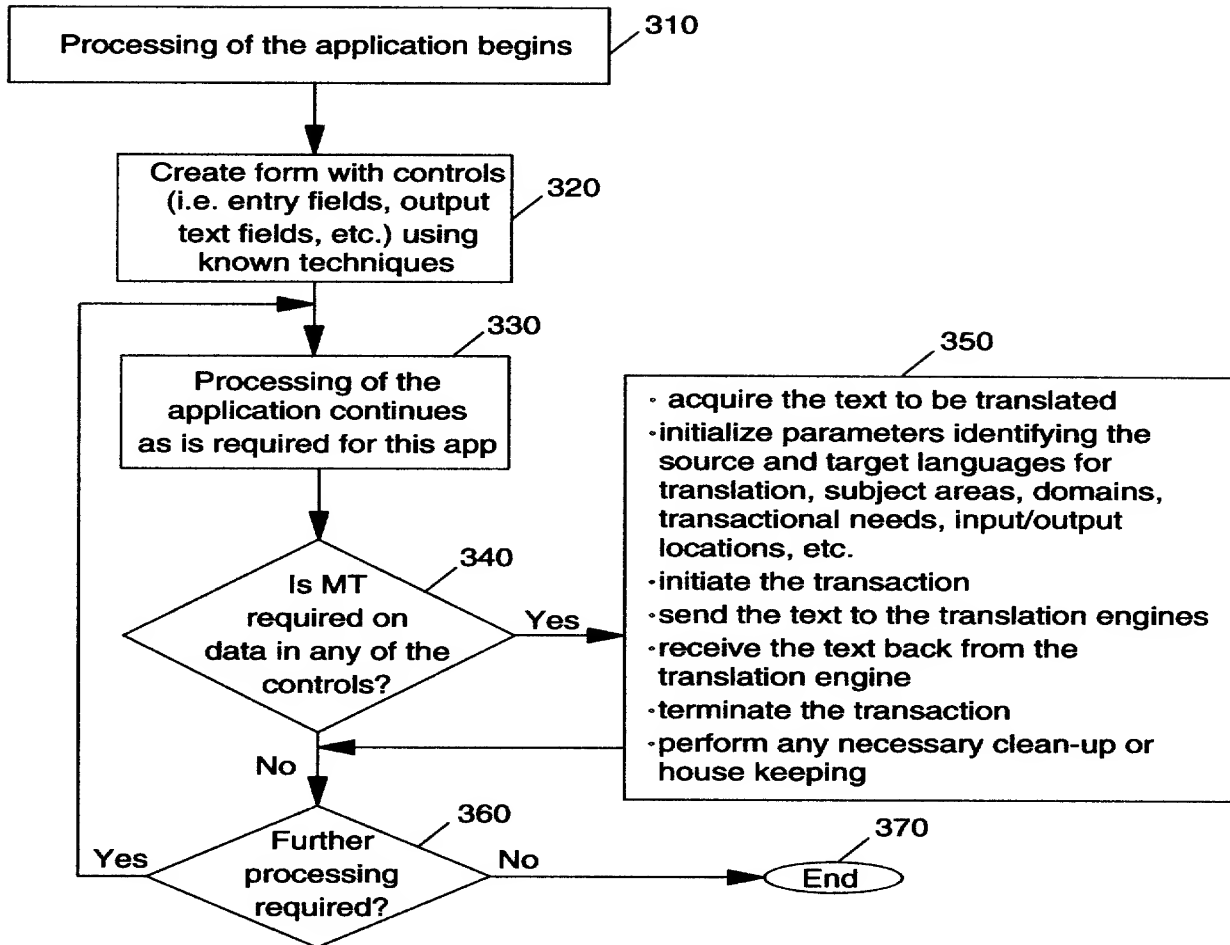 Processing of the application begins
310
Create form with controls
(i.e. entry fields, output
text fields, etc.) using
known techniques
320
330
Processing of the
application continues
as is required for this app
340
Is MT
required on
data in any of the
controls?
Yes
No
350
· acquire the text to be translated
·initialize parameters identifying the
source and target languages for
translation, subject areas, domains,
transactional needs, input/output
locations, etc.
·initiate the transaction
·send the text to the translation engines
·receive the text back from the
translation engine
·terminate the transaction
·perform any necessary clean-up or
house keeping
360
Further
processing
required?
Yes
No
370
End